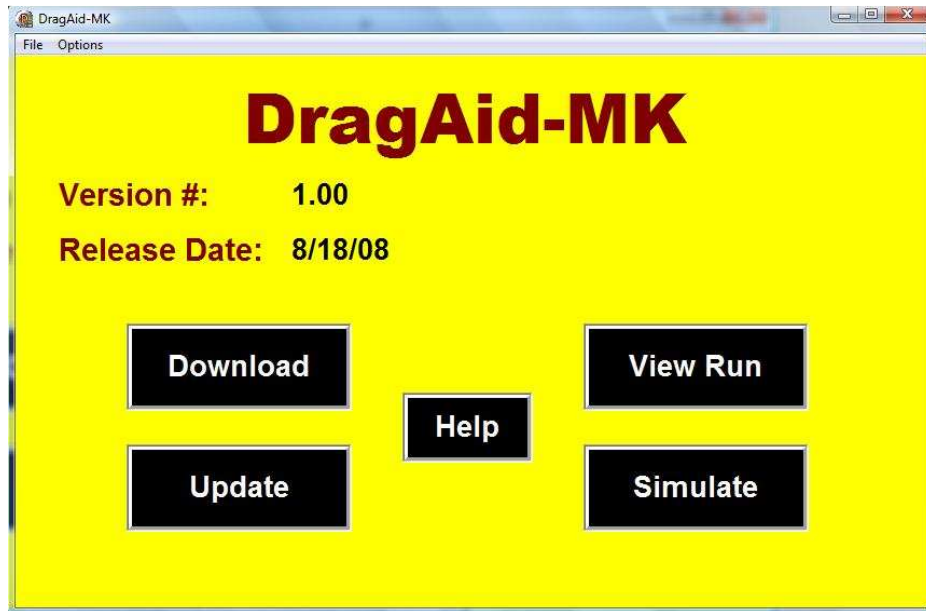 DragAid-MK
File Options
DragAid-MK
Version #: 1.00
Release Date: 8/18/08
Download
View Run
Help
Update
Simulate